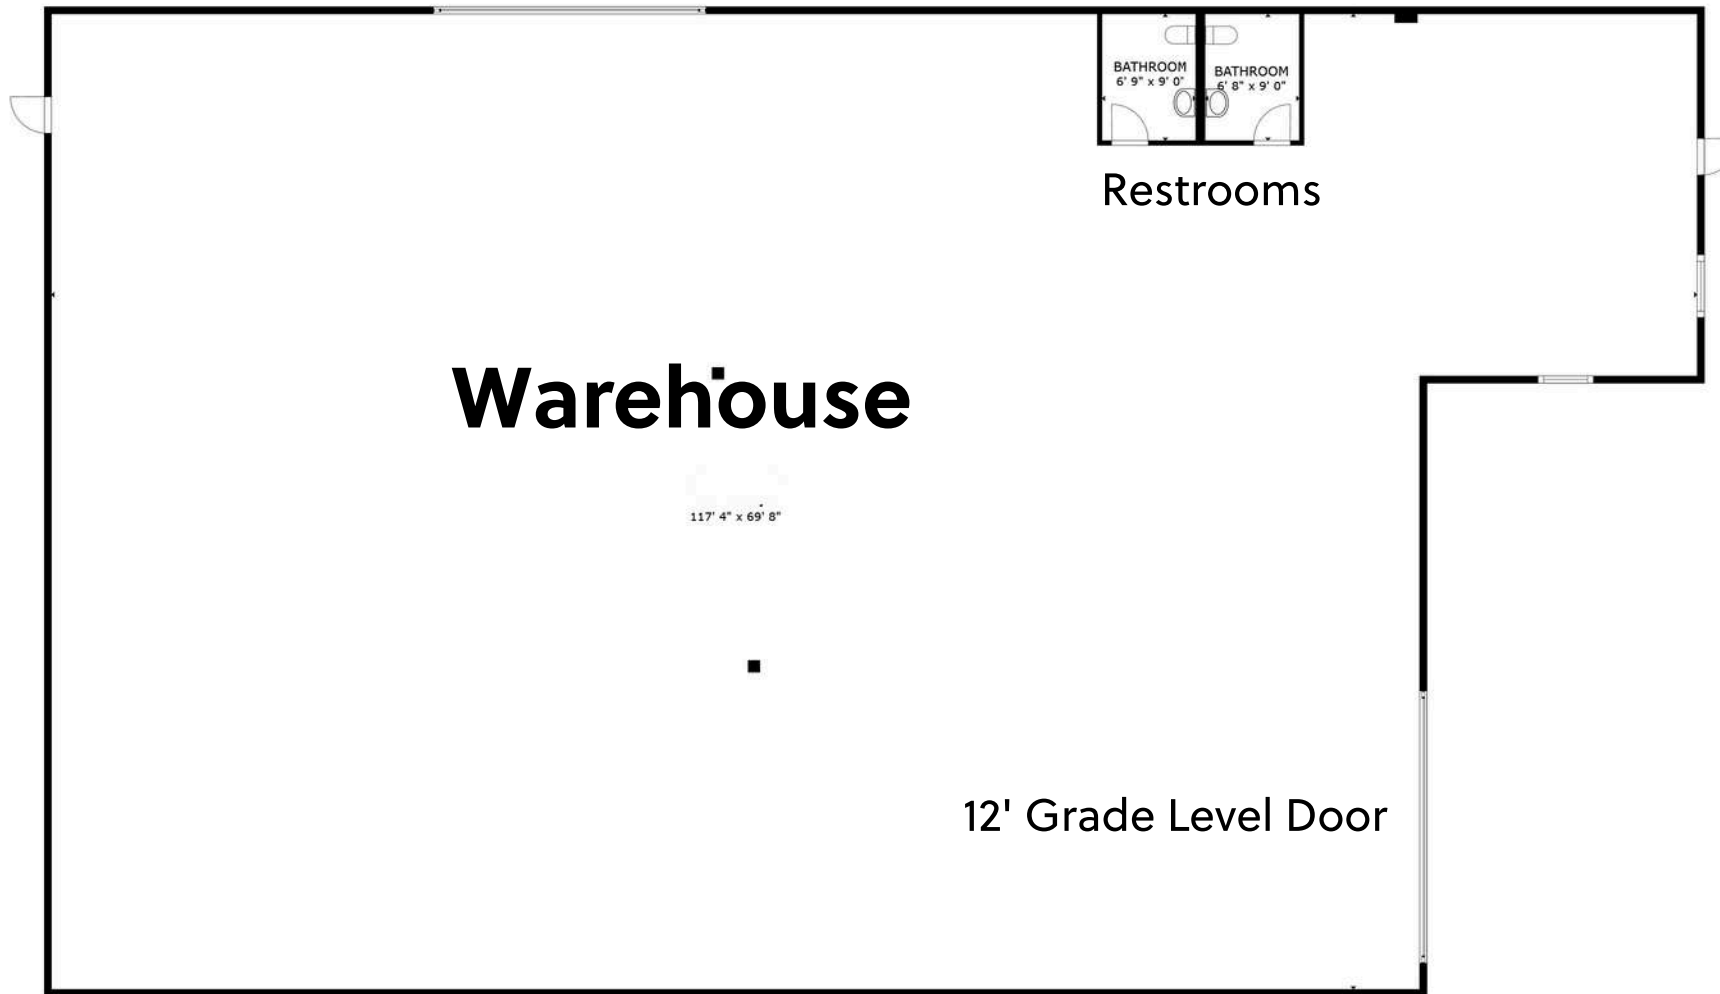 BATHROOM
6' 9" x 9' 0"
BATHROOM
6' 8" x 9' 0"
Restrooms
Warehouse
117' 4" x 69' 8"
12' Grade Level Door